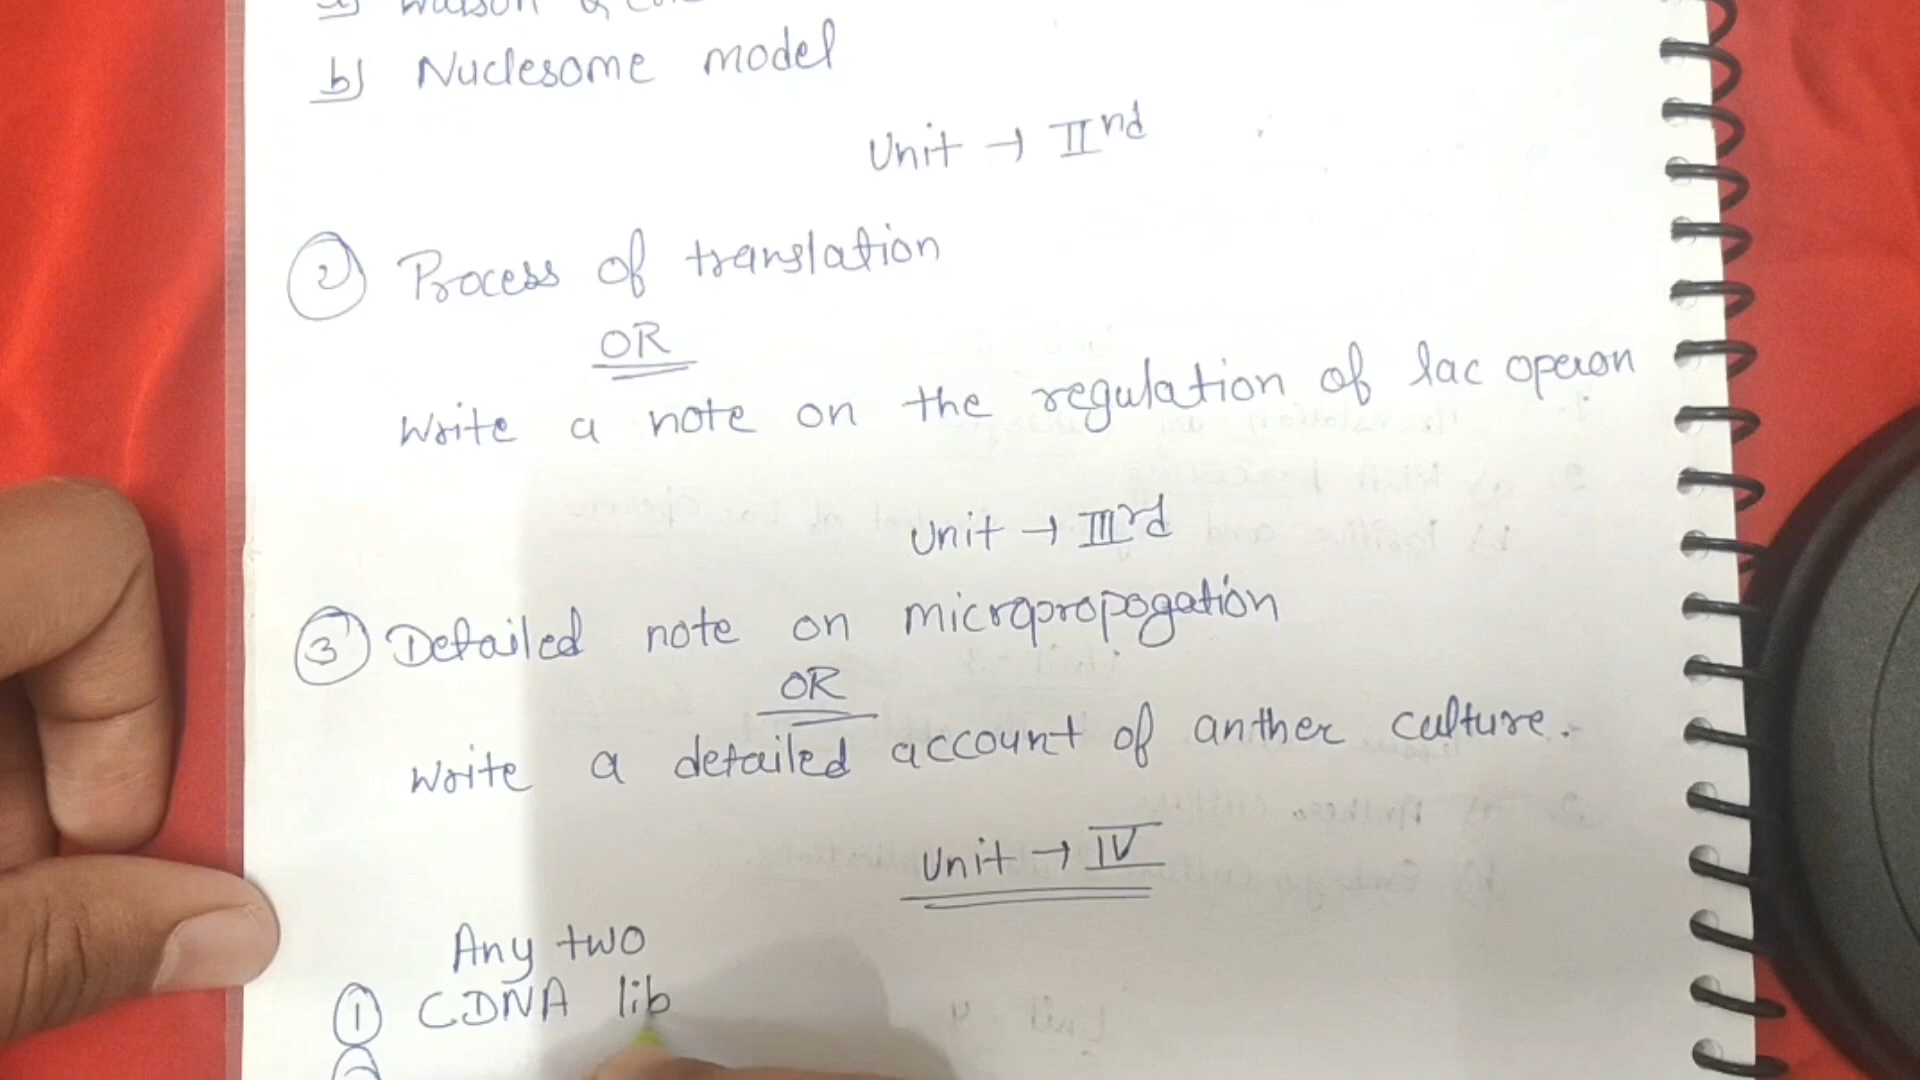 b) Nuclesome model
Unit → IInd
2 Process of translation
OR
Write a note on the regulation of lac operon
Unit → IIIrd
3 Detailed note on micropropogation
OR
Write a detailed account of anther culture.
Unit → IV
Any two
1 CDNA lib